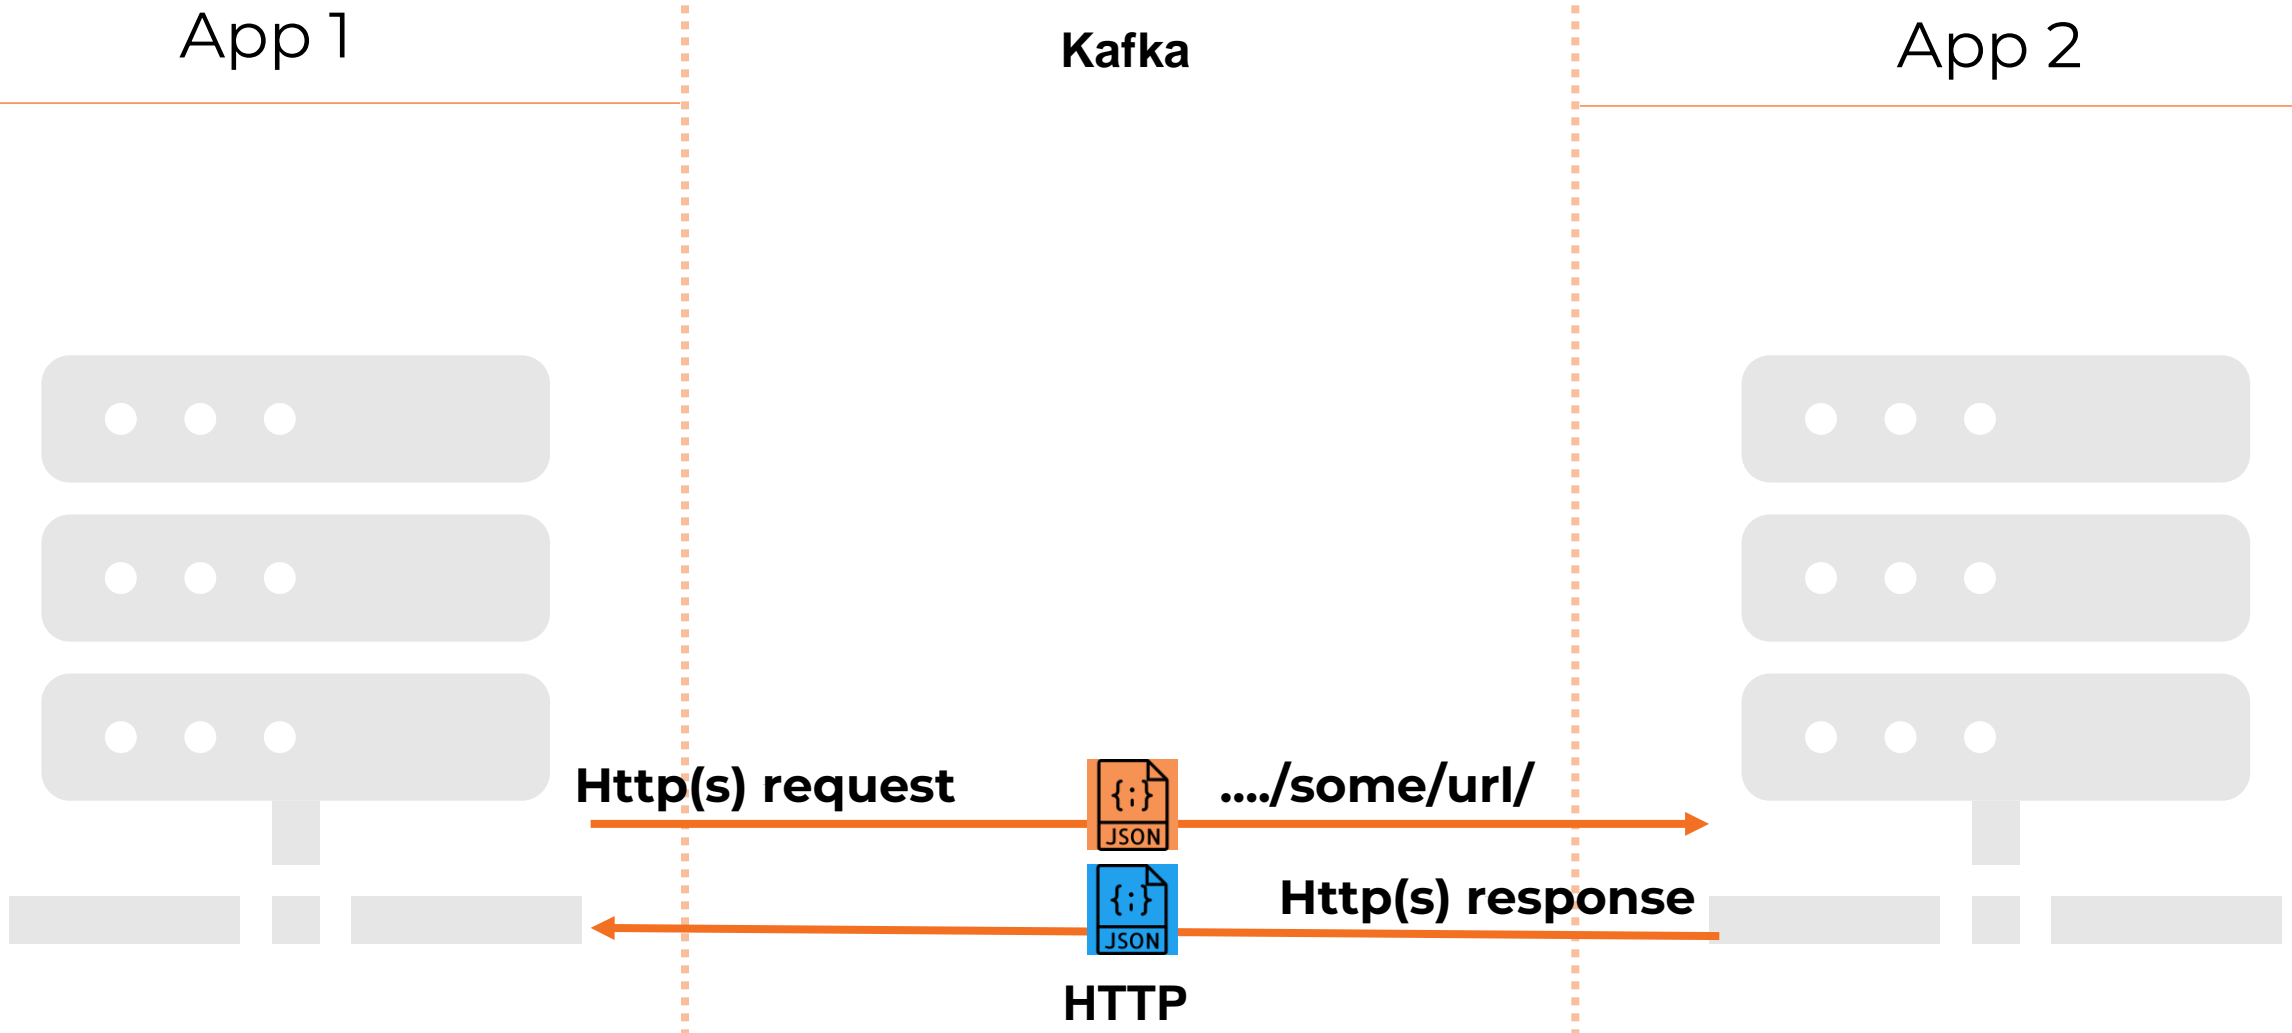 App 1
Kafka
App 2
Http(s) request
..../some/url/
{;}
JSON
{;}
JSON
Http(s) response
HTTP